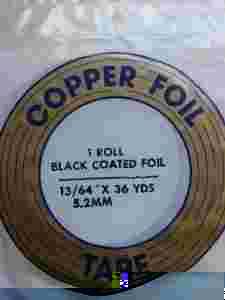 COPPER FOIL
1 ROLL
BLACK COATED FOIL
13/64" X 36 YDS
5.2MM
TAPE